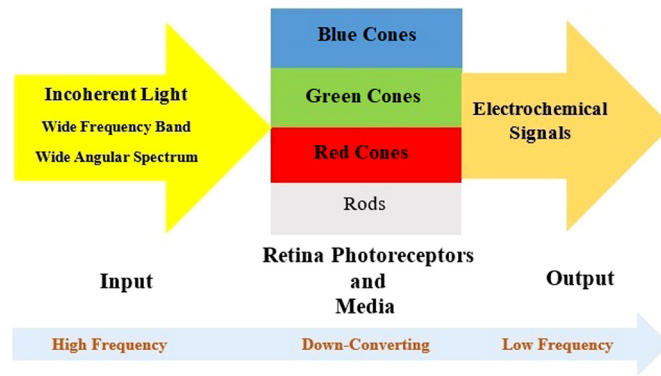 Incoherent Light
Wide Frequency Band
Wide Angular Spectrum
Blue Cones
Green Cones
Red Cones
Rods
Electrochemical
Signals
Input
Retina Photoreceptors
and
Media
Output
High Frequency
Down-Converting
Low Frequency